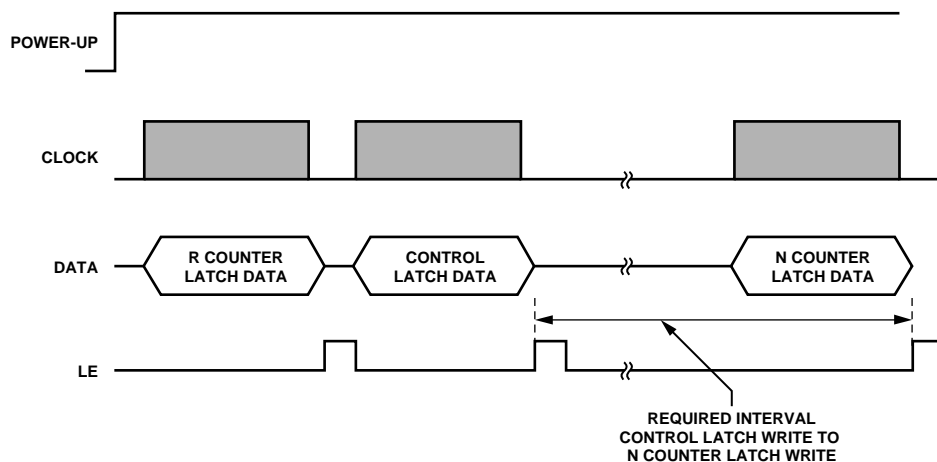 POWER-UP
CLOCK
DATA
R COUNTER
LATCH DATA
CONTROL
LATCH DATA
N COUNTER
LATCH DATA
LE
REQUIRED INTERVAL
CONTROL LATCH WRITE TO
N COUNTER LATCH WRITE